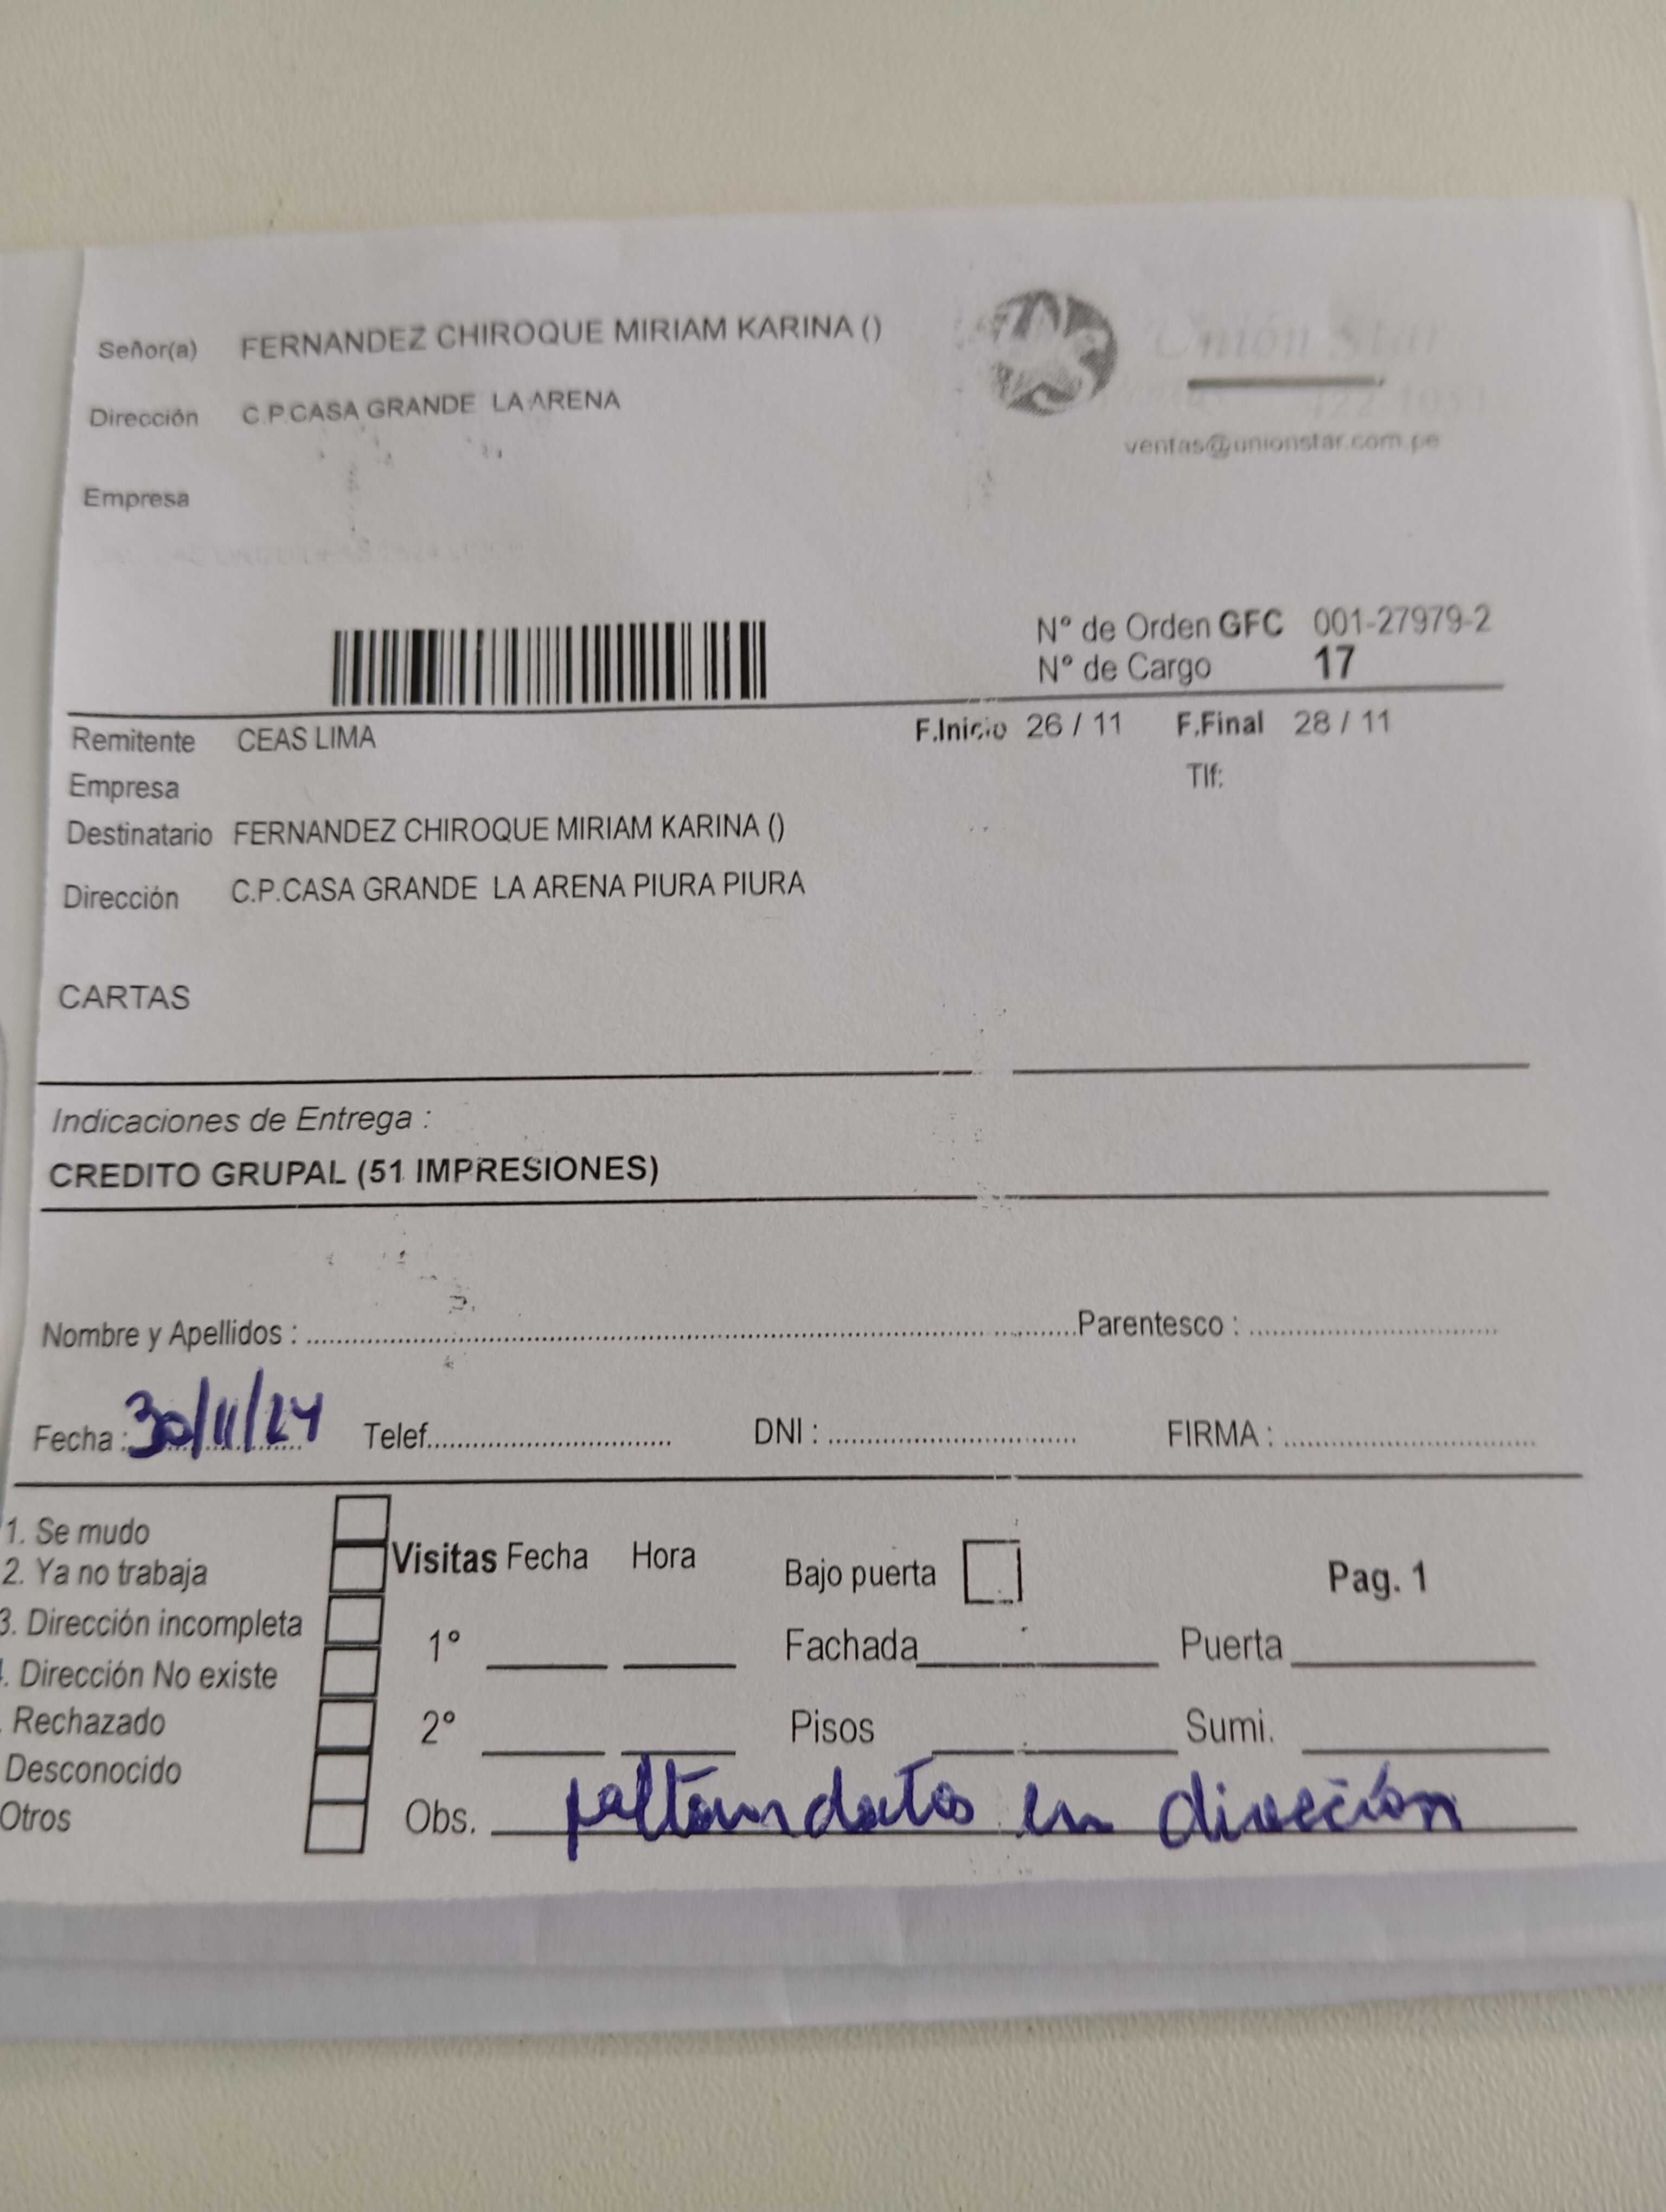 Señor(a) FERNANDEZ CHIROQUE MIRIAM KARINA ()
Unión Star
Dirección C.P.CASA GRANDE LA ARENA
ventas@unionstar.com.pe
Empresa
N° de Orden GFC 001-27979-2
N° de Cargo 17
Remitente CEAS LIMA F.Inicio 26 / 11 F.Final 28 / 11
Empresa Tlf:
Destinatario FERNANDEZ CHIROQUE MIRIAM KARINA ()
Dirección C.P.CASA GRANDE LA ARENA PIURA PIURA
CARTAS
Indicaciones de Entrega :
CREDITO GRUPAL (51 IMPRESIONES)
Nombre y Apellidos : Parentesco :
Fecha : 30/11/24 Telef. DNI : FIRMA :
1. Se mudo
2. Ya no trabaja
3. Dirección incompleta
. Dirección No existe
. Rechazado
Desconocido
Otros
Visitas Fecha Hora Bajo puerta Pag. 1
1° Fachada Puerta
2° Pisos Sumi.
Obs. faltan datos en dirección